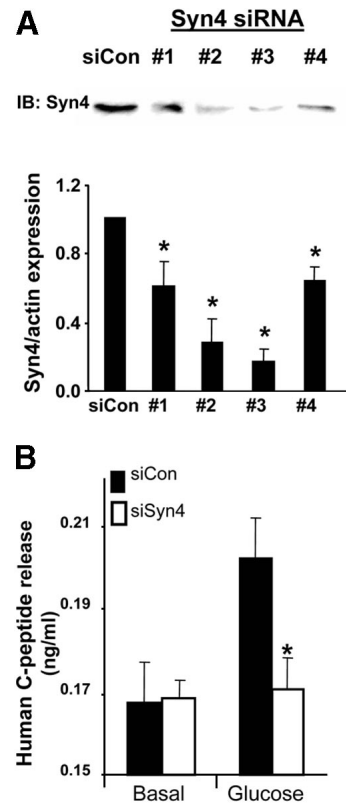 A
Syn4 siRNA
siCon #1 #2 #3 #4
IB: Syn4
Syn4/actin expression
1.2
0.8
0.4
0.0
* * * *
siCon #1 #2 #3 #4
B
siCon
siSyn4
Human C-peptide release
(ng/ml)
0.21
0.19
0.17
0.15
*
Basal Glucose